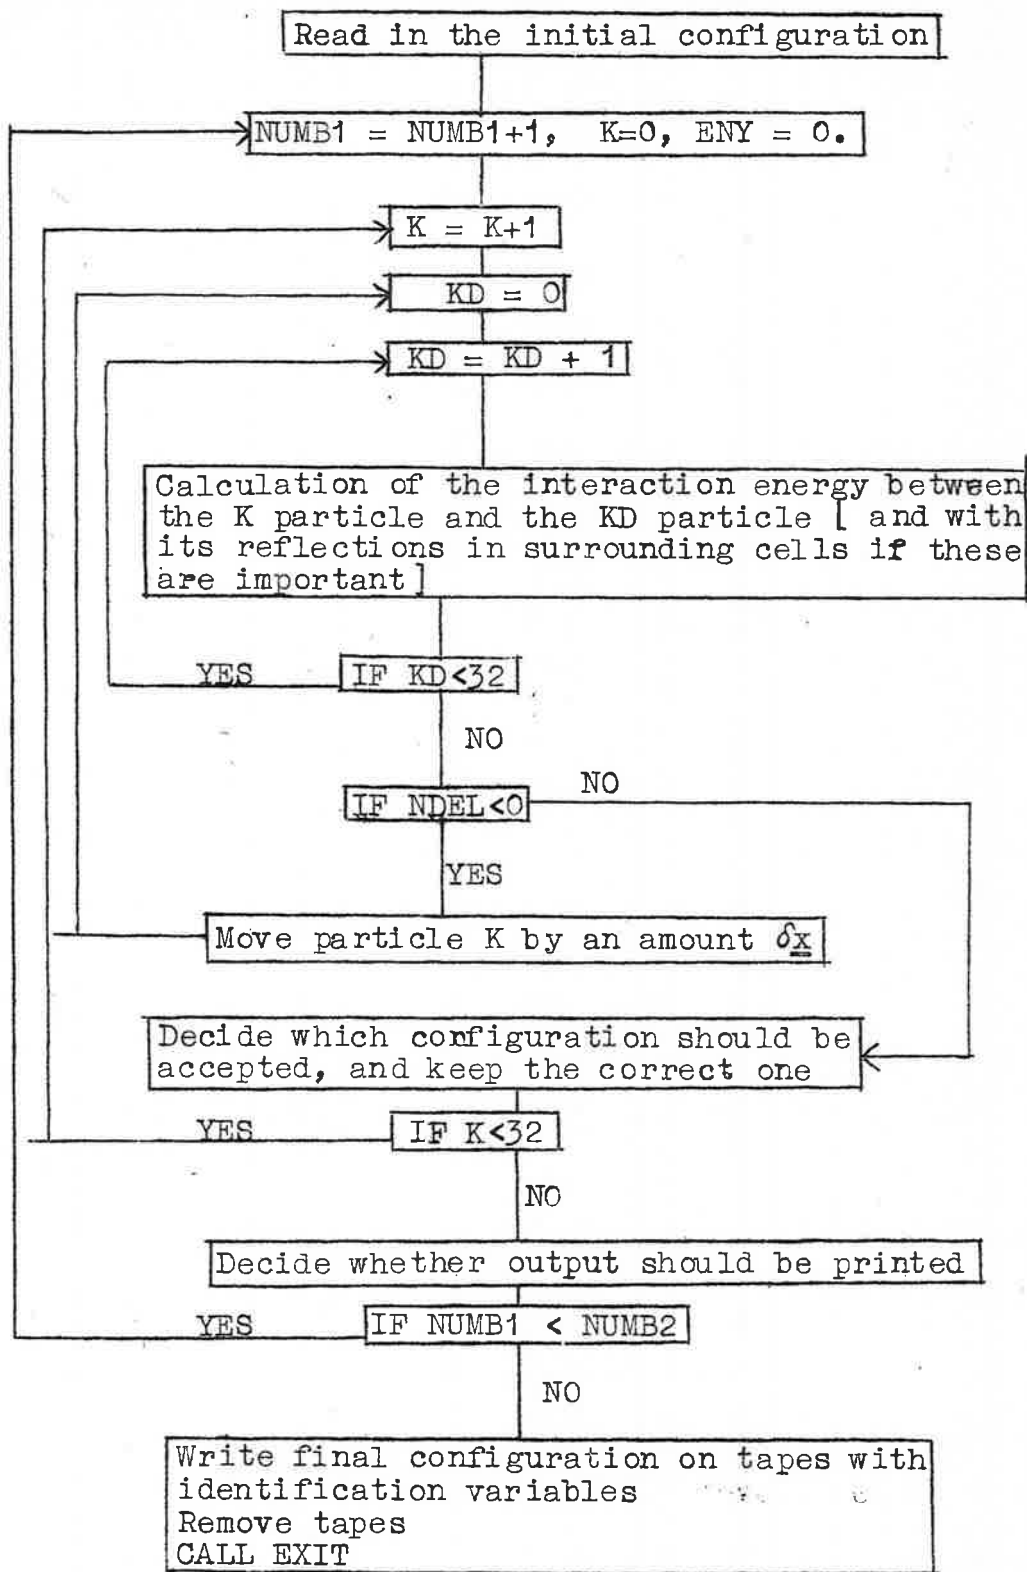 Read in the initial configuration
NUMB1 = NUMB1+1, K=0, ENY = 0.
K = K+1
KD = 0
KD = KD + 1
Calculation of the interaction energy between
the K particle and the KD particle [ and with
its reflections in surrounding cells if these
are important]
YES
IF KD<32
NO
IF NDEL<0
NO
YES
Move particle K by an amount δx
Decide which configuration should be
accepted, and keep the correct one
YES
IF K<32
NO
Decide whether output should be printed
YES
IF NUMB1 < NUMB2
NO
Write final configuration on tapes with
identification variables
Remove tapes
CALL EXIT